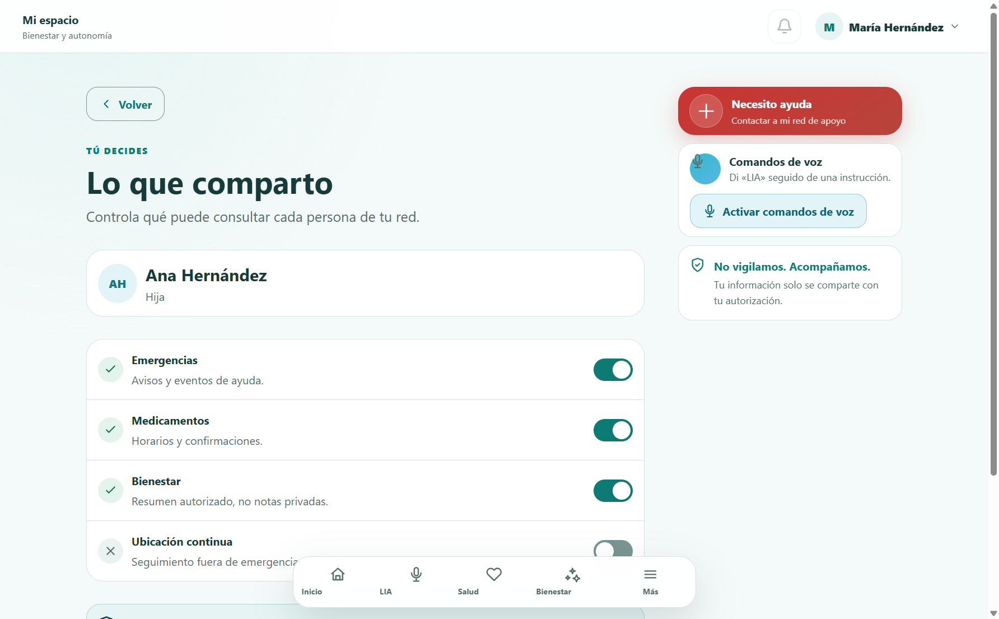 Mi espacio
Bienestar y autonomía
M
María Hernández
Volver
TÚ DECIDES
Lo que comparto
Controla qué puede consultar cada persona de tu red.
AH
Ana Hernández
Hija
Emergencias
Avisos y eventos de ayuda.
Medicamentos
Horarios y confirmaciones.
Bienestar
Resumen autorizado, no notas privadas.
Ubicación continua
Seguimiento fuera de emergencia
Necesito ayuda
Contactar a mi red de apoyo
Comandos de voz
Di «LIA» seguido de una instrucción.
Activar comandos de voz
No vigilamos. Acompañamos.
Tu información solo se comparte con
tu autorización.
Inicio
LIA
Salud
Bienestar
Más